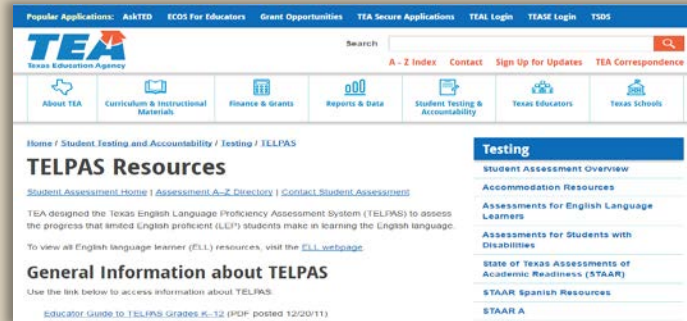 Popular Applications: AskTED ECOS For Educators Grant Opportunities TEA Secure Applications TEAL Login TEASE Login TSDS
TEA
Texas Education Agency
Search
A - Z Index Contact Sign Up for Updates TEA Correspondence
About TEA
Curriculum & Instructional
Materials
Finance & Grants
Reports & Data
Student Testing &
Accountability
Texas Educators
Texas Schools
Home / Student Testing and Accountability / Testing / TELPAS
TELPAS Resources
Student Assessment Home | Assessment A–Z Directory | Contact Student Assessment
TEA designed the Texas English Language Proficiency Assessment System (TELPAS) to assess
the progress that limited English proficient (LEP) students make in learning the English language.
To view all English language learner (ELL) resources, visit the ELL webpage.
General Information about TELPAS
Use the link below to access information about TELPAS:
Educator Guide to TELPAS Grades K–12 (PDF posted 12/20/11)
Testing
Student Assessment Overview
Accommodation Resources
Assessments for English Language
Learners
Assessments for Students with
Disabilities
State of Texas Assessments of
Academic Readiness (STAAR)
STAAR Spanish Resources
STAAR A